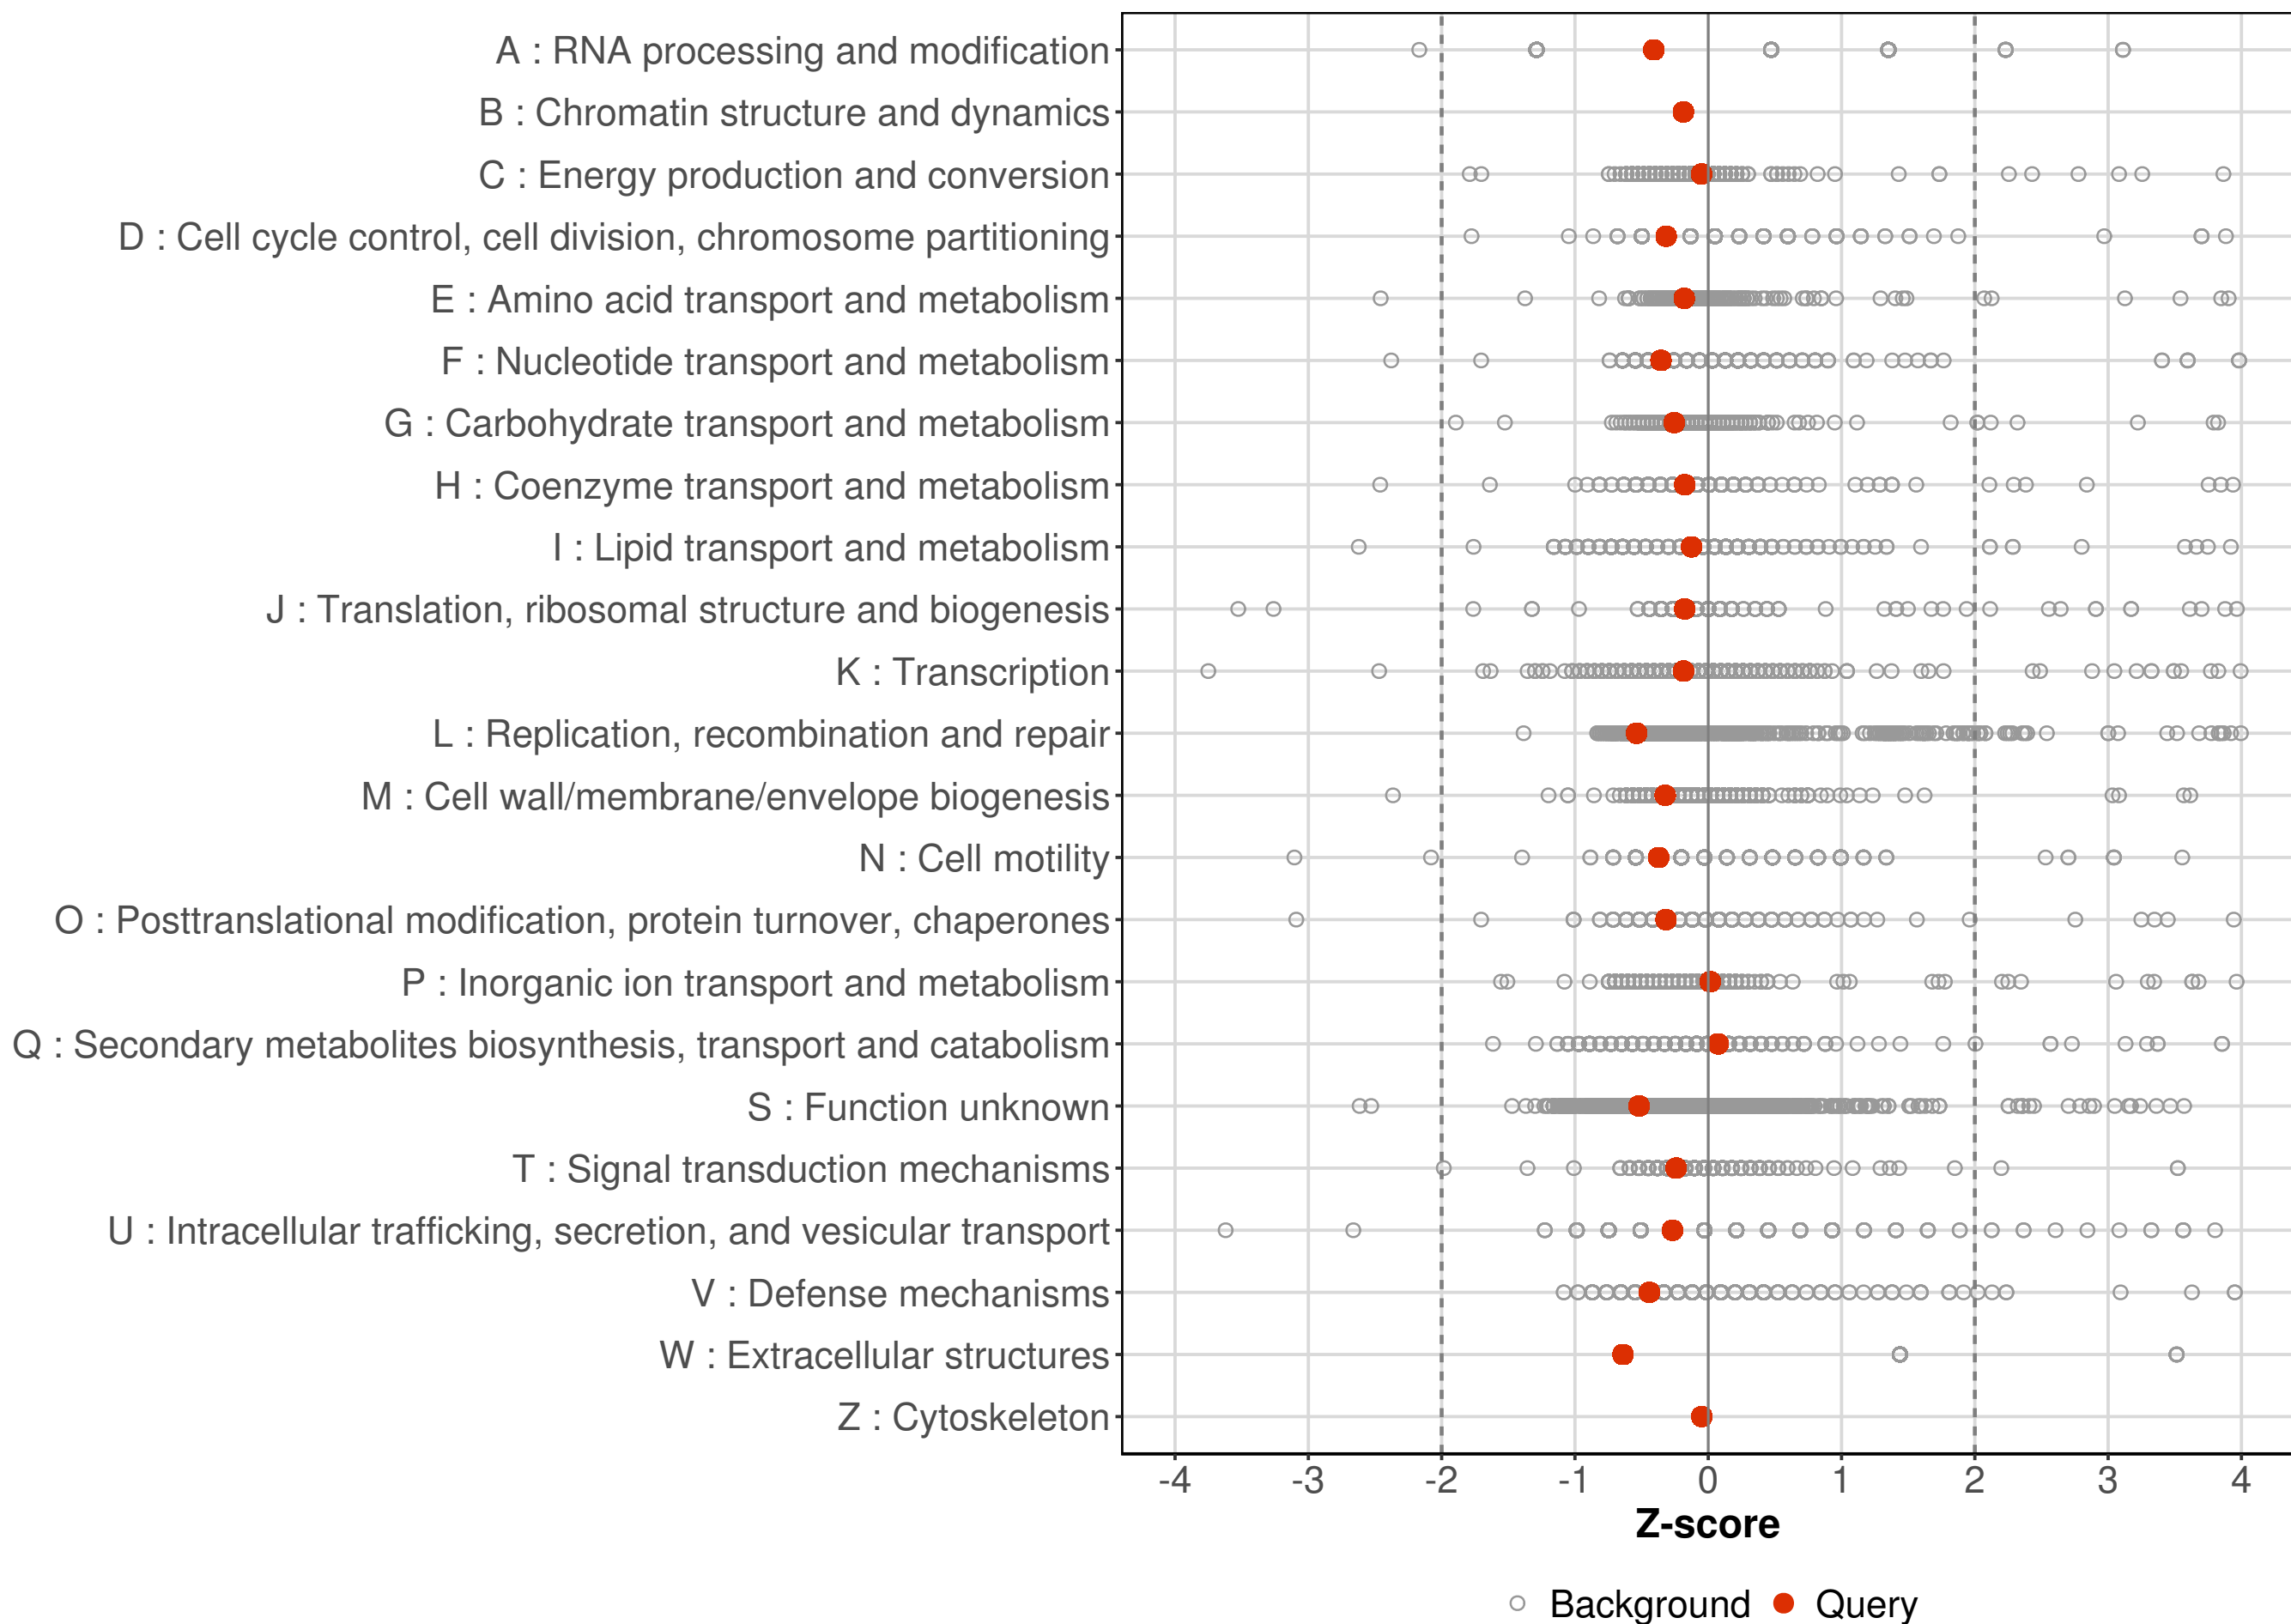 A : RNA processing and modification
B : Chromatin structure and dynamics
C : Energy production and conversion
D : Cell cycle control, cell division, chromosome partitioning
E : Amino acid transport and metabolism
F : Nucleotide transport and metabolism
G : Carbohydrate transport and metabolism
H : Coenzyme transport and metabolism
I : Lipid transport and metabolism
J : Translation, ribosomal structure and biogenesis
K : Transcription
L : Replication, recombination and repair
M : Cell wall/membrane/envelope biogenesis
N : Cell motility
O : Posttranslational modification, protein turnover, chaperones
P : Inorganic ion transport and metabolism
Q : Secondary metabolites biosynthesis, transport and catabolism
S : Function unknown
T : Signal transduction mechanisms
U : Intracellular trafficking, secretion, and vesicular transport
V : Defense mechanisms
W : Extracellular structures
Z : Cytoskeleton
-4 -3 -2 -1 0 1 2 3 4
Z-score
Background Query